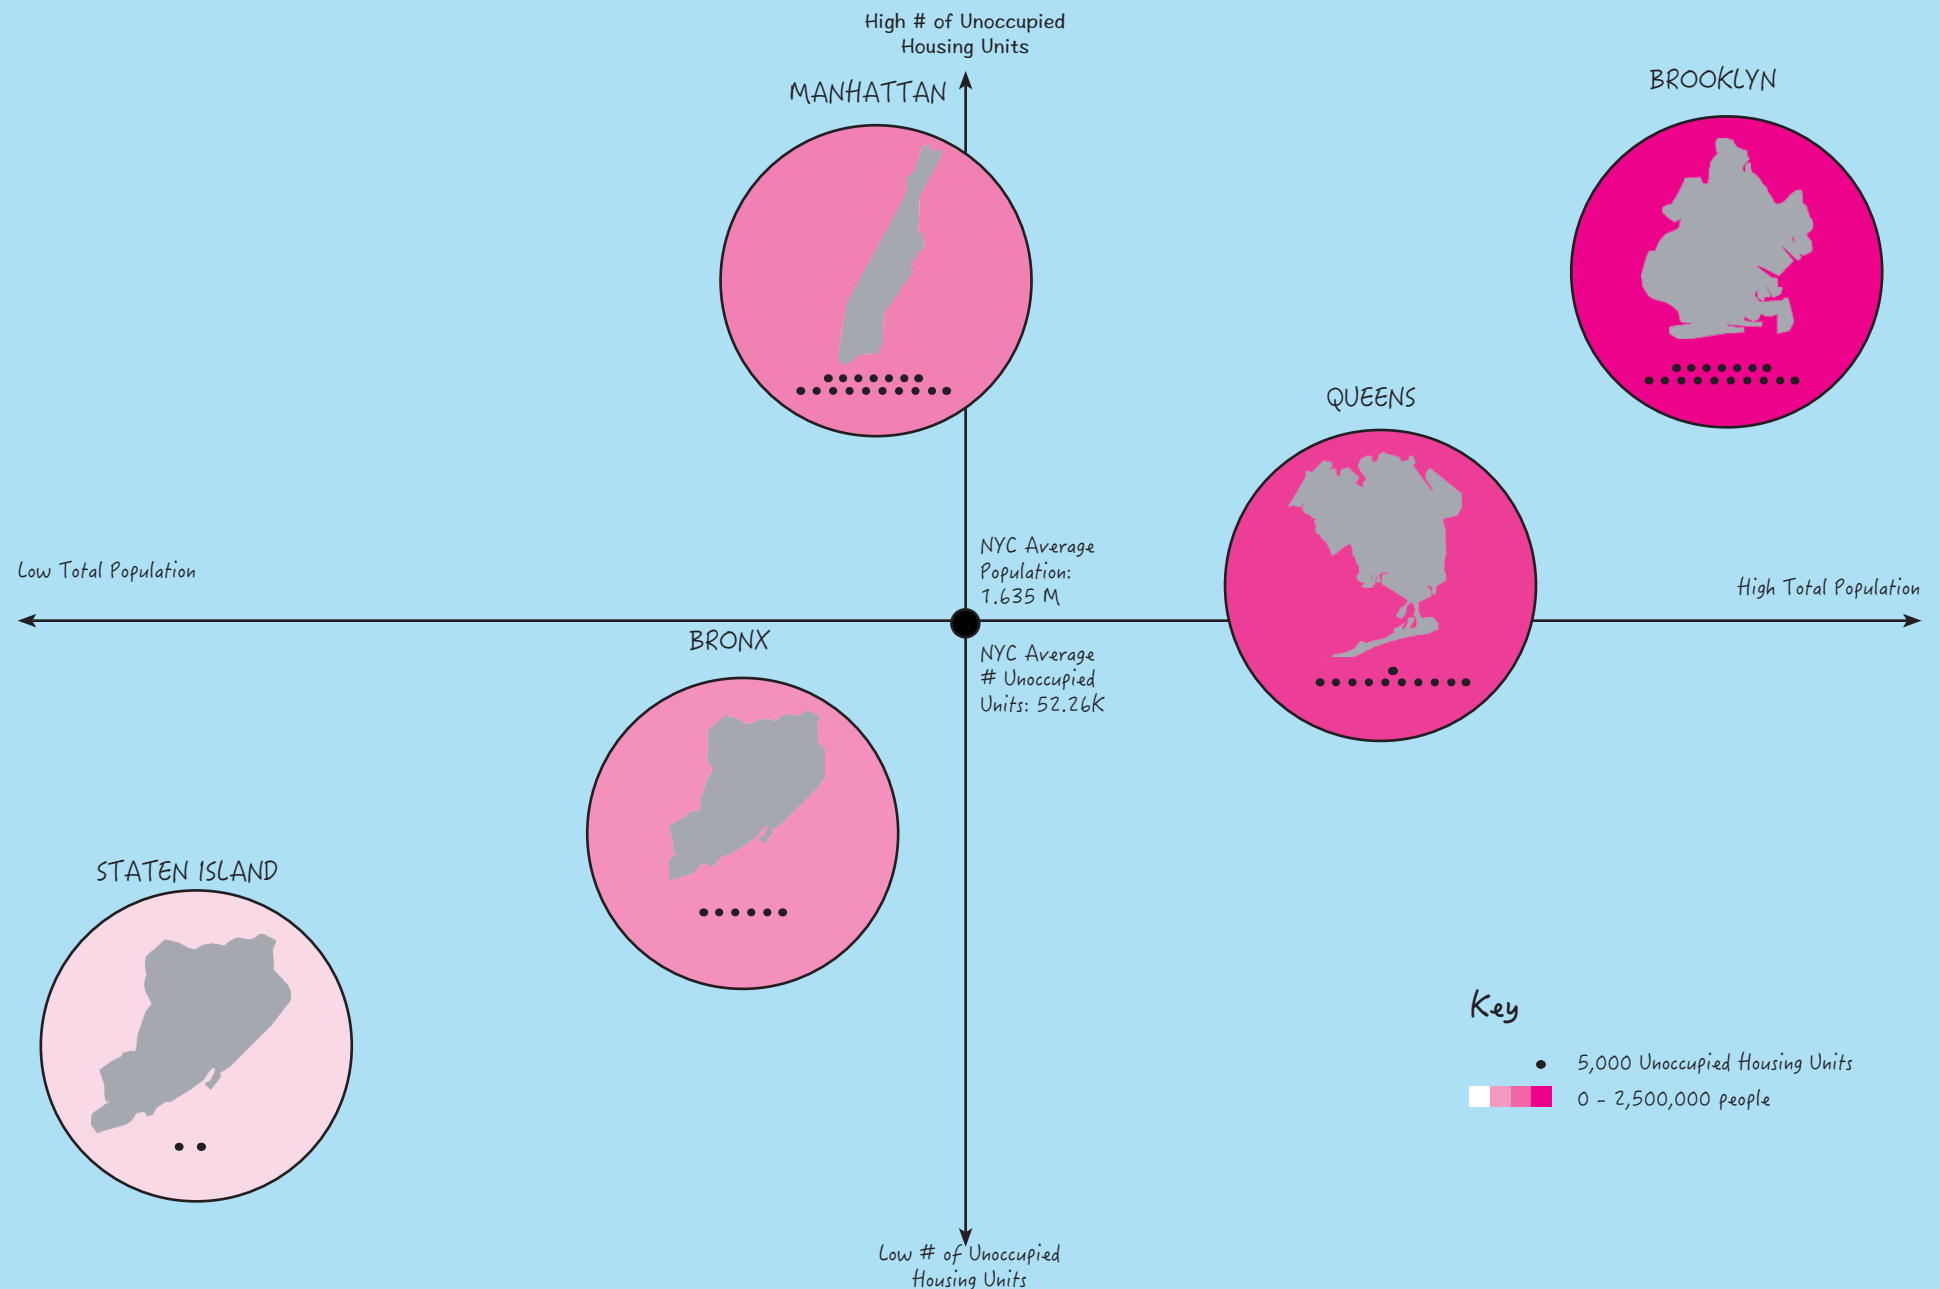 High # of Unoccupied
Housing Units
MANHATTAN
BROOKLYN
QUEENS
NYC Average
Population:
1.635 M
Low Total Population
High Total Population
BRONX
NYC Average
# Unoccupied
Units: 52.26K
STATEN ISLAND
Key
5,000 Unoccupied Housing Units
0 - 2,500,000 people
Low # of Unoccupied
Housing Units